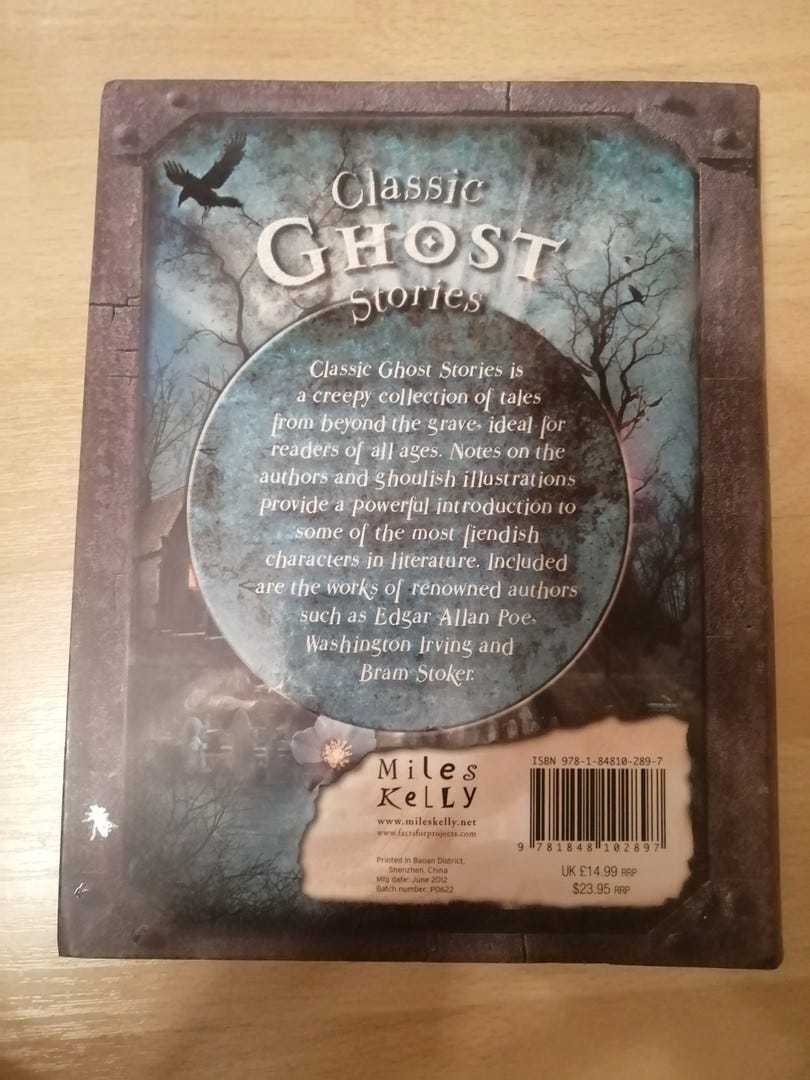 Classic
GHOST
Stories
Classic Ghost Stories is
a creepy collection of tales
from beyond the grave, ideal for
readers of all ages. Notes on the
authors and ghoulish illustrations
provide a powerful introduction to
some of the most fiendish
characters in literature. Included
are the works of renowned authors
such as Edgar Allan Poe,
Washington Irving and
Bram Stoker.
Miles
Kelly
www.mileskelly.net
www.factsforprojects.com
Printed in Baoan District,
Shenzhen, China
Mfg date: June 2012
Batch number: P0622
ISBN 978-1-84810-289-7
9 781848 102897
UK £14.99 RRP
$23.95 RRP